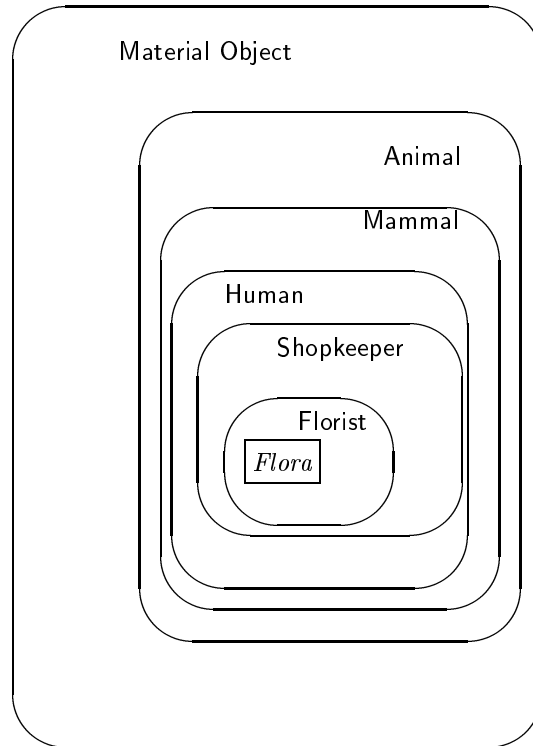 Material Object
Animal
Mammal
Human
Shopkeeper
Florist
Flora